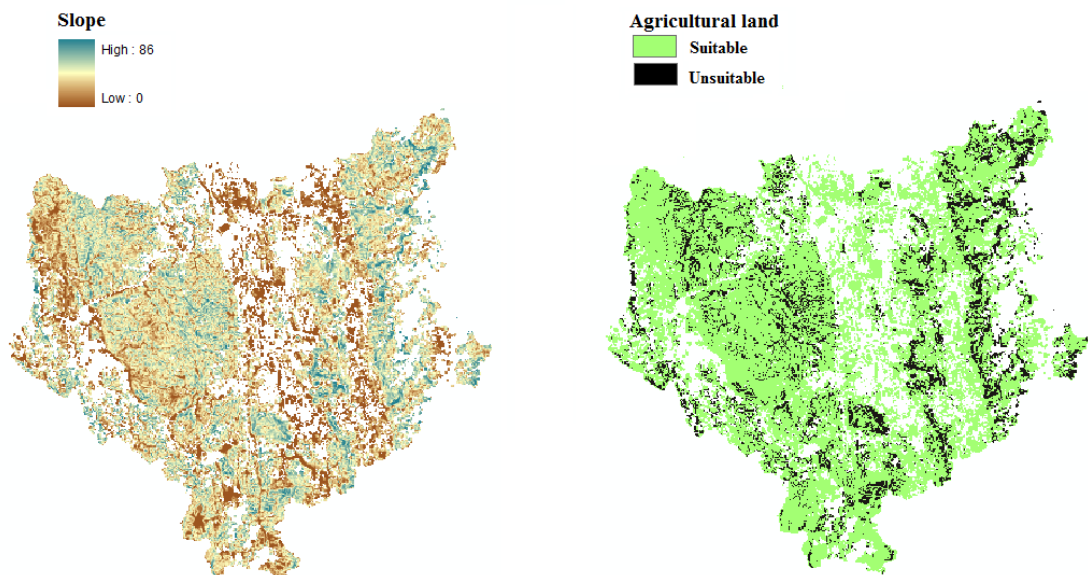 Slope
High : 86
Low : 0
Agricultural land
Suitable
Unsuitable